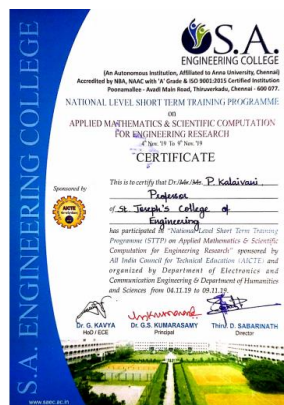 S.A. ENGINEERING COLLEGE
S.A.
ENGINEERING COLLEGE
(An Autonomous Institution, Affiliated to Anna University, Chennai)
Accredited by NBA, NAAC with 'A' Grade & ISO 9001:2015 Certified Institution
Poonamallee - Avadi Main Road, Thiruverkadu, Chennai - 600 077.
NATIONAL LEVEL SHORT TERM TRAINING PROGRAMME
on
APPLIED MATHEMATICS & SCIENTIFIC COMPUTATION
FOR ENGINEERING RESEARCH
4th Nov. '19 To 9th Nov. '19
CERTIFICATE
Sponsored by
This is to certify that Dr./Mr./Ms P. Kalaivani,
Professor
of St. Joseph's College of
Engineering
has participated in "National Level Short Term Training
Programme (STTP) on Applied Mathematics & Scientific
Computation for Engineering Research" sponsored by
All India Council for Technical Education (AICTE) and
organized by Department of Electronics and
Communication Engineering & Department of Humanities
and Sciences from 04.11.19 to 09.11.19.
Dr. G. KAVYA
HoD / ECE
Dr. G.S. KUMARASAMY
Principal
Thiru. D. SABARINATH
Director
www.saec.ac.in